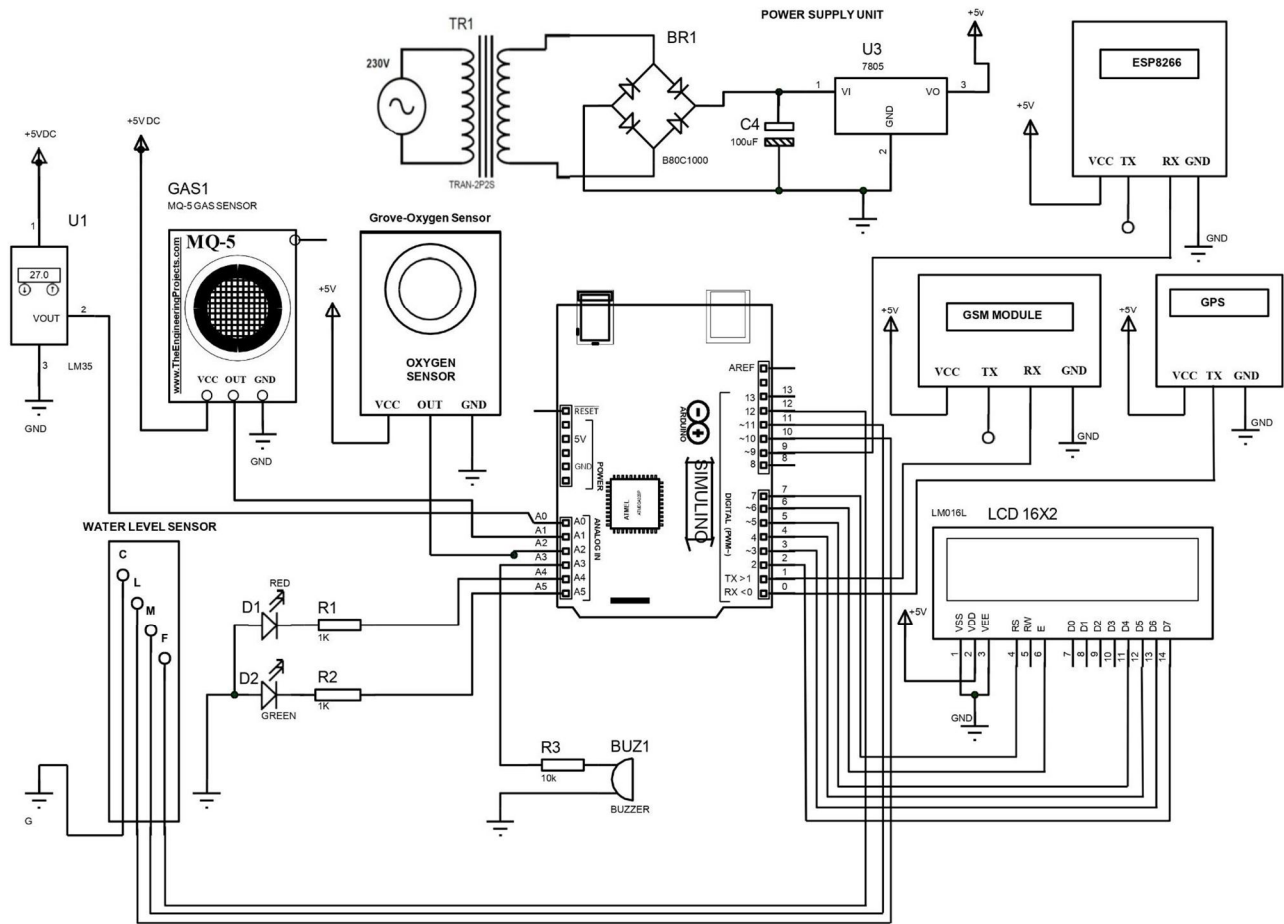 POWER SUPPLY UNIT
TR1
230V
TRAN-2P2S
BR1
B80C1000
C4
100uF
U3
7805
1
VI
VO
3
GND
2
+5v
ESP8266
+5V
VCC TX RX GND
GND
+5VDC
U1
1
27.0
VOUT
2
3
LM35
GND
+5V DC
GAS1
MQ-5 GAS SENSOR
MQ-5
www.TheEngineeringProjects.com
VCC OUT GND
GND
Grove-Oxygen Sensor
+5V
OXYGEN
SENSOR
VCC OUT GND
GSM MODULE
+5V
VCC TX RX GND
GND
GPS
+5V
VCC TX GND
GND
RESET
5V
GND
POWER
A0 A0
A1 A1
A2 A2
A3 A3
A4 A4
A5 A5
ANALOG IN
ATMEL
ARDUINO
SIMULINO
DIGITAL (PWM~)
AREF
13 13
12 12
~11 11
~10 10
~9 9
8 8
7 7
~6 6
~5 5
4 4
~3 3
2 2
TX >1 1
RX <0 0
WATER LEVEL SENSOR
C
L
M
F
G
D1
RED
R1
1K
D2
GREEN
R2
1K
R3
10k
BUZ1
BUZZER
LM016L
LCD 16X2
+5V
VSS VDD VEE RS RW E D0 D1 D2 D3 D4 D5 D6 D7
1 2 3 4 5 6 7 8 9 10 11 12 13 14
GND